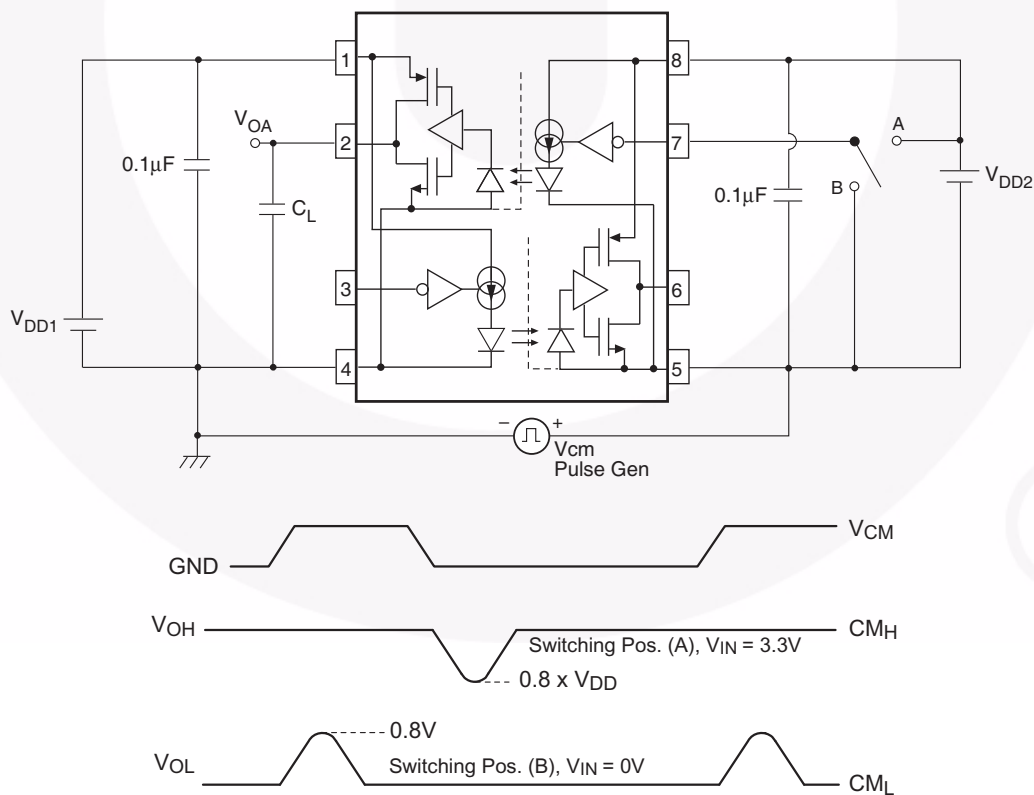 1
8
V_OA
2
7
A
0.1µF
B
0.1µF
V_DD2
C_L
3
6
V_DD1
4
5
− +
Vcm
Pulse Gen
GND
V_CM
V_OH
Switching Pos. (A), V_IN = 3.3V
CM_H
0.8 x V_DD
0.8V
V_OL
Switching Pos. (B), V_IN = 0V
CM_L